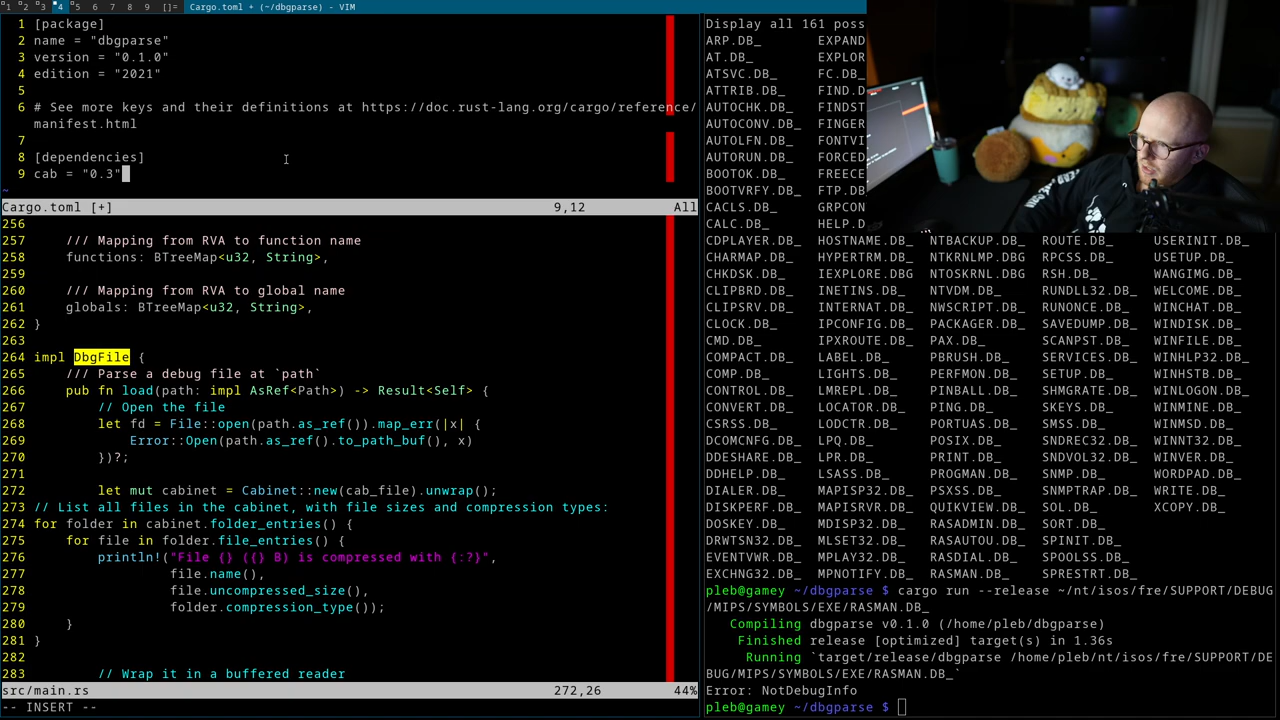 1 2 3 4 5 6 7 8 9 []= Cargo.toml + (~/dbgparse) - VIM
1 [package]
2 name = "dbgparse"
3 version = "0.1.0"
4 edition = "2021"
5
6 # See more keys and their definitions at https://doc.rust-lang.org/cargo/reference/
manifest.html
7
8 [dependencies]
9 cab = "0.3"
~
Cargo.toml [+] 9,12 All
256
257 /// Mapping from RVA to function name
258 functions: BTreeMap<u32, String>,
259
260 /// Mapping from RVA to global name
261 globals: BTreeMap<u32, String>,
262 }
263
264 impl DbgFile {
265 /// Parse a debug file at `path`
266 pub fn load(path: impl AsRef<Path>) -> Result<Self> {
267 // Open the file
268 let fd = File::open(path.as_ref()).map_err(|x| {
269 Error::Open(path.as_ref().to_path_buf(), x)
270 })?;
271
272 let mut cabinet = Cabinet::new(cab_file).unwrap();
273 // List all files in the cabinet, with file sizes and compression types:
274 for folder in cabinet.folder_entries() {
275 for file in folder.file_entries() {
276 println!("File {} ({} B) is compressed with {:?}",
277 file.name(),
278 file.uncompressed_size(),
279 folder.compression_type());
280 }
281 }
282
283 // Wrap it in a buffered reader
src/main.rs 272,26 44%
-- INSERT --
Display all 161 poss
ARP.DB_ EXPAND
AT.DB_ EXPLOR
ATSVC.DB_ FC.DB_
ATTRIB.DB_ FIND.D
AUTOCHK.DB_ FINDST
AUTOCONV.DB_ FINGER
AUTOLFN.DB_ FONTVI
AUTORUN.DB_ FORCED
BOOTOK.DB_ FREECE
BOOTVRFY.DB_ FTP.DB
CACLS.DB_ GRPCON
CALC.DB_ HELP.D
CDPLAYER.DB_ HOSTNAME.DB_ NTBACKUP.DB_ ROUTE.DB_ USERINIT.DB_
CHARMAP.DB_ HYPERTRM.DB_ NTKRNLMP.DBG RPCSS.DB_ USETUP.DB_
CHKDSK.DB_ IEXPLORE.DBG NTOSKRNL.DBG RSH.DB_ WANGIMG.DB_
CLIPBRD.DB_ INETINS.DB_ NTVDM.DB_ RUNDLL32.DB_ WELCOME.DB_
CLIPSRV.DB_ INTERNAT.DB_ NWSCRIPT.DB_ RUNONCE.DB_ WINCHAT.DB_
CLOCK.DB_ IPCONFIG.DB_ PACKAGER.DB_ SAVEDUMP.DB_ WINDISK.DB_
CMD.DB_ IPXROUTE.DB_ PAX.DB_ SCANPST.DB_ WINFILE.DB_
COMPACT.DB_ LABEL.DB_ PBRUSH.DB_ SERVICES.DB_ WINHLP32.DB_
COMP.DB_ LIGHTS.DB_ PERFMON.DB_ SETUP.DB_ WINHSTB.DB_
CONTROL.DB_ LMREPL.DB_ PINBALL.DB_ SHMGRATE.DB_ WINLOGON.DB_
CONVERT.DB_ LOCATOR.DB_ PING.DB_ SKEYS.DB_ WINMINE.DB_
CSRSS.DB_ LODCTR.DB_ PORTUAS.DB_ SMSS.DB_ WINMSD.DB_
DCOMCNFG.DB_ LPQ.DB_ POSIX.DB_ SNDREC32.DB_ WINNT32.DB_
DDESHARE.DB_ LPR.DB_ PRINT.DB_ SNDVOL32.DB_ WINVER.DB_
DDHELP.DB_ LSASS.DB_ PROGMAN.DB_ SNMP.DB_ WORDPAD.DB_
DIALER.DB_ MAPISP32.DB_ PSXSS.DB_ SNMPTRAP.DB_ WRITE.DB_
DISKPERF.DB_ MAPISRVR.DB_ QUIKVIEW.DB_ SOL.DB_ XCOPY.DB_
DOSKEY.DB_ MDISP32.DB_ RASADMIN.DB_ SORT.DB_
DRWTSN32.DB_ MLSET32.DB_ RASAUTOU.DB_ SPINIT.DB_
EVENTVWR.DB_ MPLAY32.DB_ RASDIAL.DB_ SPOOLSS.DB_
EXCHNG32.DB_ MPNOTIFY.DB_ RASMAN.DB_ SPRESTRT.DB_
pleb@gamey ~/dbgparse $ cargo run --release ~/nt/isos/fre/SUPPORT/DEBUG
/MIPS/SYMBOLS/EXE/RASMAN.DB_
Compiling dbgparse v0.1.0 (/home/pleb/dbgparse)
Finished release [optimized] target(s) in 1.36s
Running `target/release/dbgparse /home/pleb/nt/isos/fre/SUPPORT/DE
BUG/MIPS/SYMBOLS/EXE/RASMAN.DB_`
Error: NotDebugInfo
pleb@gamey ~/dbgparse $